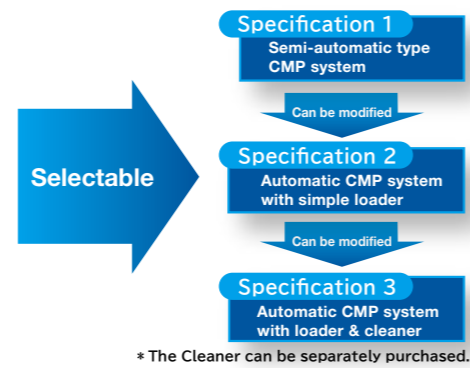 Specification 1
Semi-automatic type
CMP system
Can be modified
Selectable
Specification 2
Automatic CMP system
with simple loader
Can be modified
Specification 3
Automatic CMP system
with loader & cleaner
* The Cleaner can be separately purchased.